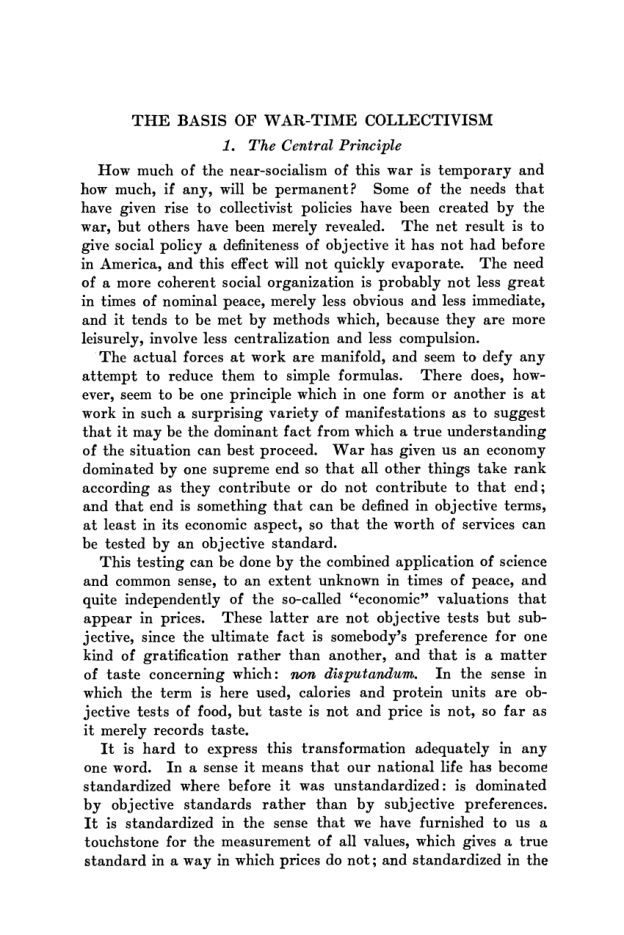 THE BASIS OF WAR-TIME COLLECTIVISM
1. The Central Principle
How much of the near-socialism of this war is temporary and
how much, if any, will be permanent? Some of the needs that
have given rise to collectivist policies have been created by the
war, but others have been merely revealed. The net result is to
give social policy a definiteness of objective it has not had before
in America, and this effect will not quickly evaporate. The need
of a more coherent social organization is probably not less great
in times of nominal peace, merely less obvious and less immediate,
and it tends to be met by methods which, because they are more
leisurely, involve less centralization and less compulsion.
The actual forces at work are manifold, and seem to defy any
attempt to reduce them to simple formulas. There does, how-
ever, seem to be one principle which in one form or another is at
work in such a surprising variety of manifestations as to suggest
that it may be the dominant fact from which a true understanding
of the situation can best proceed. War has given us an economy
dominated by one supreme end so that all other things take rank
according as they contribute or do not contribute to that end;
and that end is something that can be defined in objective terms,
at least in its economic aspect, so that the worth of services can
be tested by an objective standard.
This testing can be done by the combined application of science
and common sense, to an extent unknown in times of peace, and
quite independently of the so-called "economic" valuations that
appear in prices. These latter are not objective tests but sub-
jective, since the ultimate fact is somebody's preference for one
kind of gratification rather than another, and that is a matter
of taste concerning which: non disputandum. In the sense in
which the term is here used, calories and protein units are ob-
jective tests of food, but taste is not and price is not, so far as
it merely records taste.
It is hard to express this transformation adequately in any
one word. In a sense it means that our national life has become
standardized where before it was unstandardized: is dominated
by objective standards rather than by subjective preferences.
It is standardized in the sense that we have furnished to us a
touchstone for the measurement of all values, which gives a true
standard in a way in which prices do not; and standardized in the